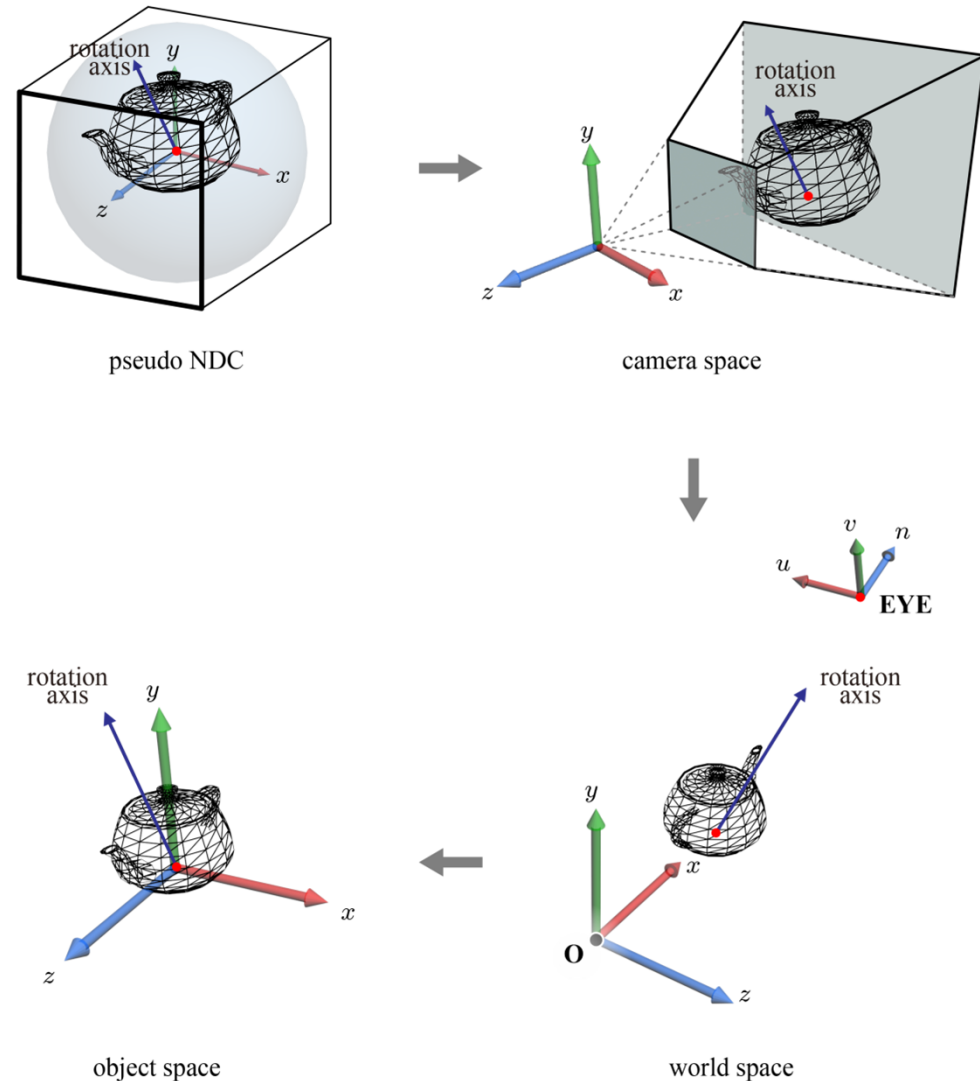 rotation
axis
y
x
z
pseudo NDC
rotation
axis
y
z
x
camera space
v
n
u
EYE
rotation
axis
y
x
z
object space
rotation
axis
y
x
O
z
world space